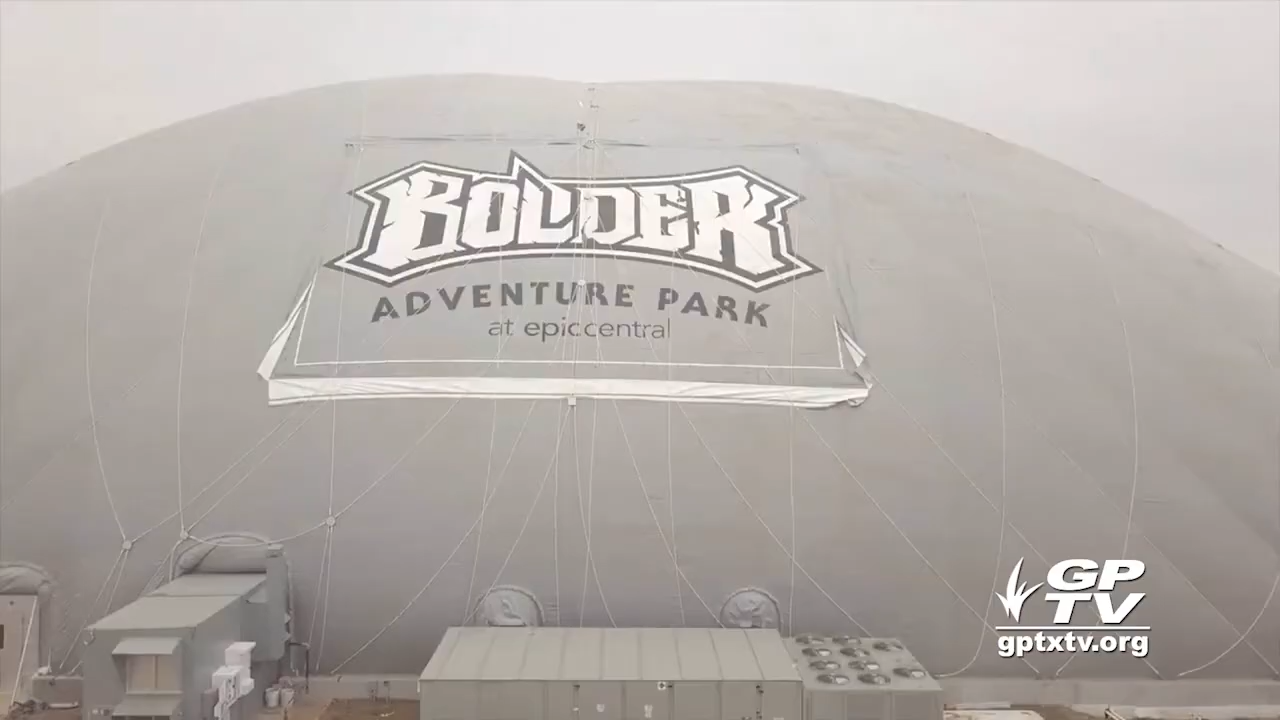 BOLDER
ADVENTURE PARK
at epiccentral
GP
TV
gptxtv.org